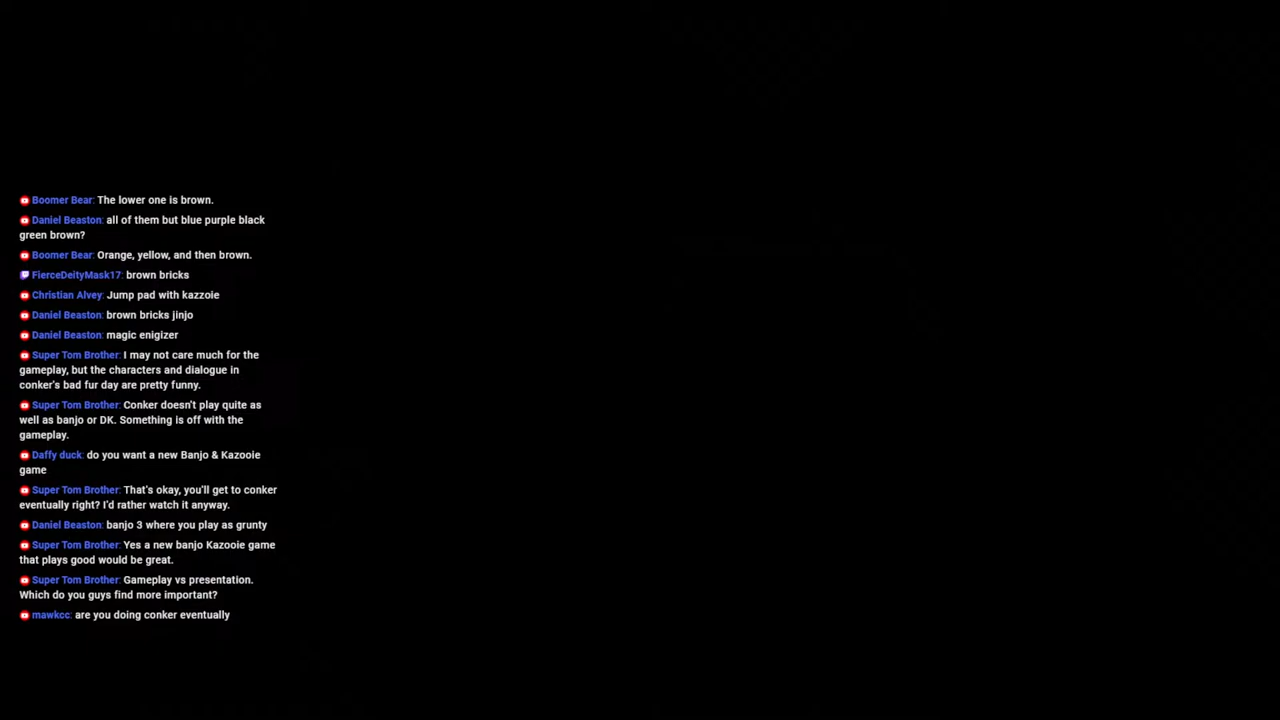 Boomer Bear: The lower one is brown.
Daniel Beaston: all of them but blue purple black
green brown?
Boomer Bear: Orange, yellow, and then brown.
FierceDeityMask17: brown bricks
Christian Alvey: Jump pad with kazzoie
Daniel Beaston: brown bricks jinjo
Daniel Beaston: magic enigizer
Super Tom Brother: I may not care much for the
gameplay, but the characters and dialogue in
conker's bad fur day are pretty funny.
Super Tom Brother: Conker doesn't play quite as
well as banjo or DK. Something is off with the
gameplay.
Daffy duck: do you want a new Banjo & Kazooie
game
Super Tom Brother: That's okay, you'll get to conker
eventually right? I'd rather watch it anyway.
Daniel Beaston: banjo 3 where you play as grunty
Super Tom Brother: Yes a new banjo Kazooie game
that plays good would be great.
Super Tom Brother: Gameplay vs presentation.
Which do you guys find more important?
mawkcc: are you doing conker eventually